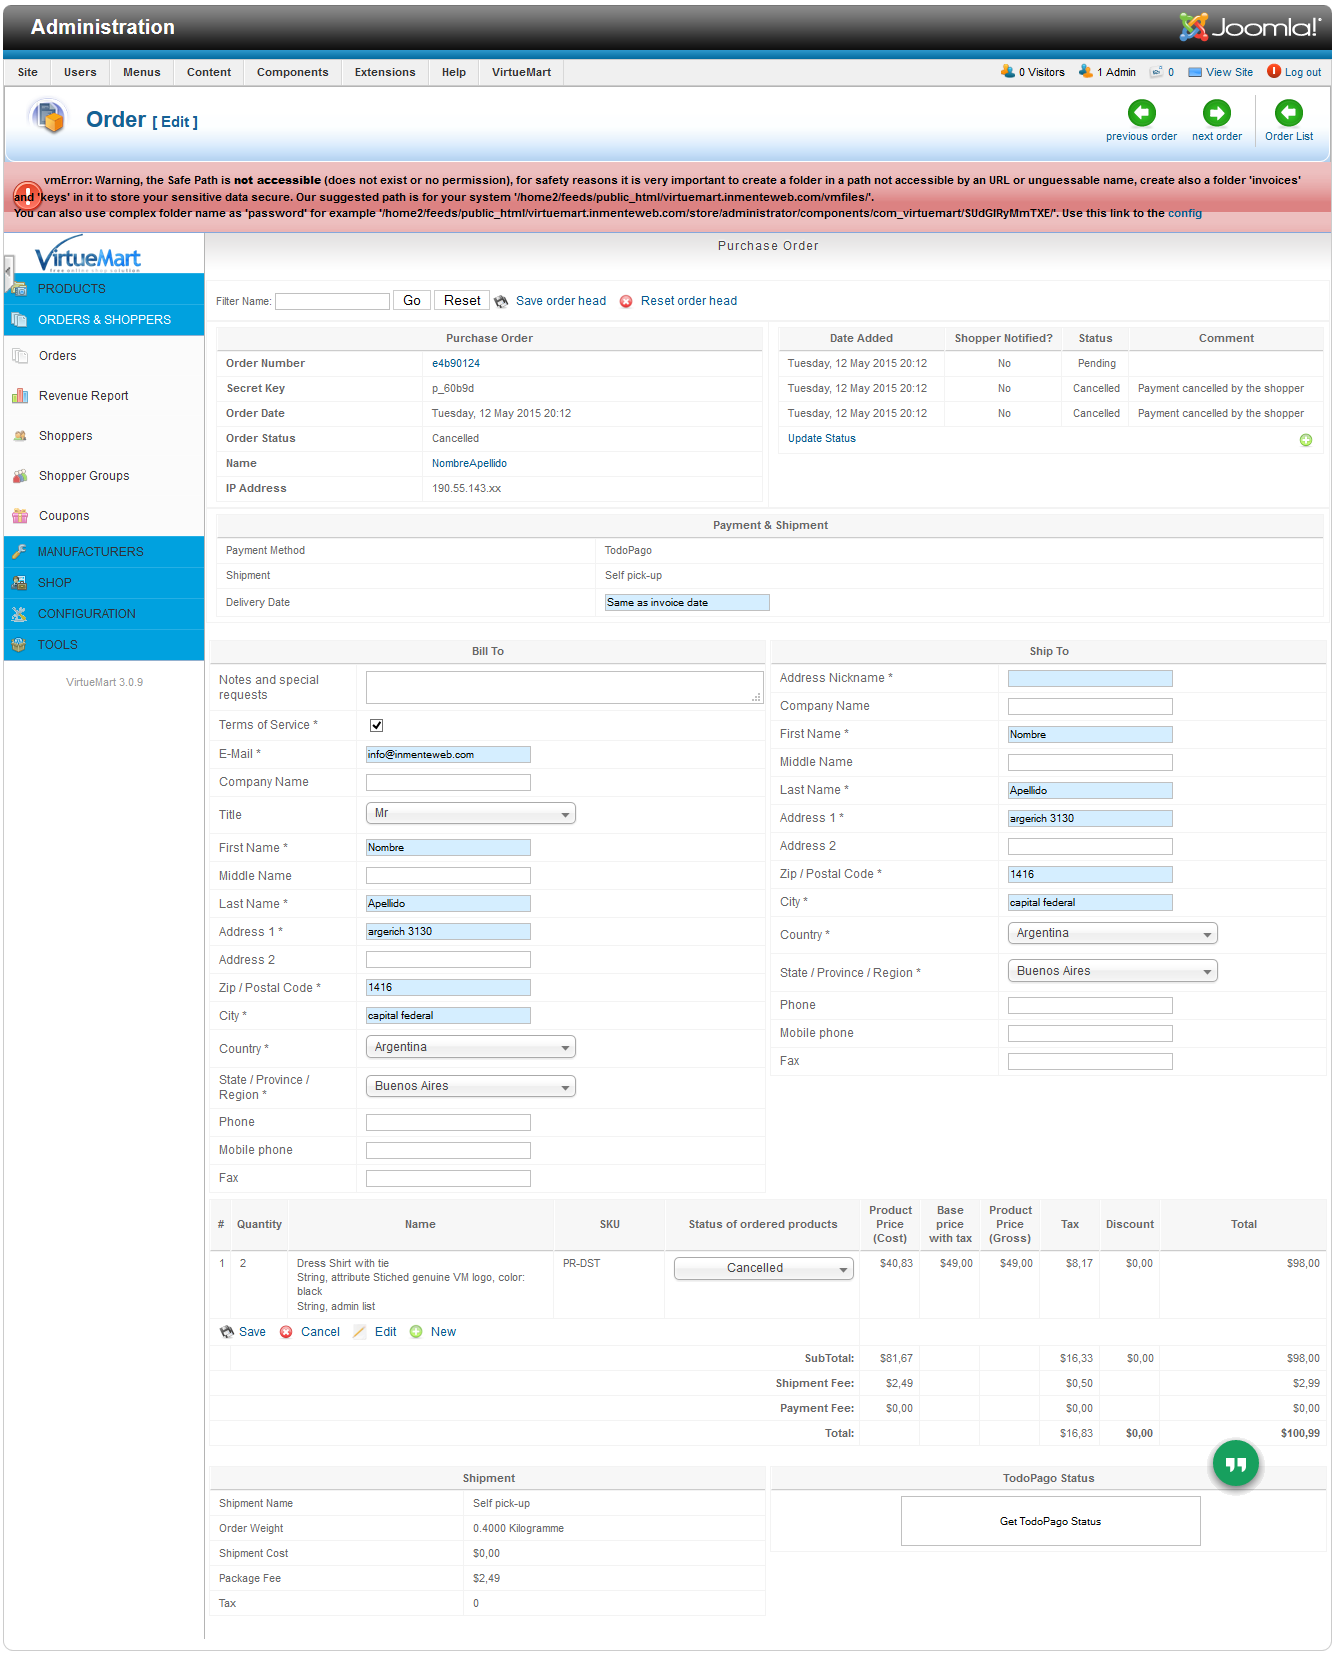 Administration
Joomla!
Site Users Menus Content Components Extensions Help VirtueMart 0 Visitors 1 Admin 0 View Site Log out
Order [ Edit ]
previous order next order Order List
vmError: Warning, the Safe Path is not accessible (does not exist or no permission), for safety reasons it is very important to create a folder in a path not accessible by an URL or unguessable name, create also a folder 'invoices'
and 'keys' in it to store your sensitive data secure. Our suggested path is for your system '/home2/feeds/public_html/virtuemart.inmenteweb.com/vmfiles/'.
You can also use complex folder name as 'password' for example '/home2/feeds/public_html/virtuemart.inmenteweb.com/store/administrator/components/com_virtuemart/SUdGIRyMmTXE/'. Use this link to the config
VirtueMart
free online shop solution
PRODUCTS
ORDERS & SHOPPERS
Orders
Revenue Report
Shoppers
Shopper Groups
Coupons
MANUFACTURERS
SHOP
CONFIGURATION
TOOLS
VirtueMart 3.0.9
Purchase Order
Filter Name: Go Reset Save order head Reset order head
Purchase Order
Order Number e4b90124
Secret Key p_60b9d
Order Date Tuesday, 12 May 2015 20:12
Order Status Cancelled
Name NombreApellido
IP Address 190.55.143.xx
Date Added Shopper Notified? Status Comment
Tuesday, 12 May 2015 20:12 No Pending
Tuesday, 12 May 2015 20:12 No Cancelled Payment cancelled by the shopper
Tuesday, 12 May 2015 20:12 No Cancelled Payment cancelled by the shopper
Update Status
Payment & Shipment
Payment Method TodoPago
Shipment Self pick-up
Delivery Date Same as invoice date
Bill To
Notes and special
requests
Terms of Service *
E-Mail * info@inmenteweb.com
Company Name
Title Mr
First Name * Nombre
Middle Name
Last Name * Apellido
Address 1 * argerich 3130
Address 2
Zip / Postal Code * 1416
City * capital federal
Country * Argentina
State / Province /
Region * Buenos Aires
Phone
Mobile phone
Fax
Ship To
Address Nickname *
Company Name
First Name * Nombre
Middle Name
Last Name * Apellido
Address 1 * argerich 3130
Address 2
Zip / Postal Code * 1416
City * capital federal
Country * Argentina
State / Province / Region * Buenos Aires
Phone
Mobile phone
Fax
# Quantity Name SKU Status of ordered products Product Price (Cost) Base price with tax Product Price (Gross) Tax Discount Total
1 2 Dress Shirt with tie PR-DST Cancelled $40,83 $49,00 $49,00 $8,17 $0,00 $98,00
String, attribute Stiched genuine VM logo, color:
black
String, admin list
Save Cancel Edit New
SubTotal: $81,67 $16,33 $0,00 $98,00
Shipment Fee: $2,49 $0,50 $2,99
Payment Fee: $0,00 $0,00 $0,00
Total: $16,83 $0,00 $100,99
Shipment
Shipment Name Self pick-up
Order Weight 0.4000 Kilogramme
Shipment Cost $0,00
Package Fee $2,49
Tax 0
TodoPago Status
Get TodoPago Status